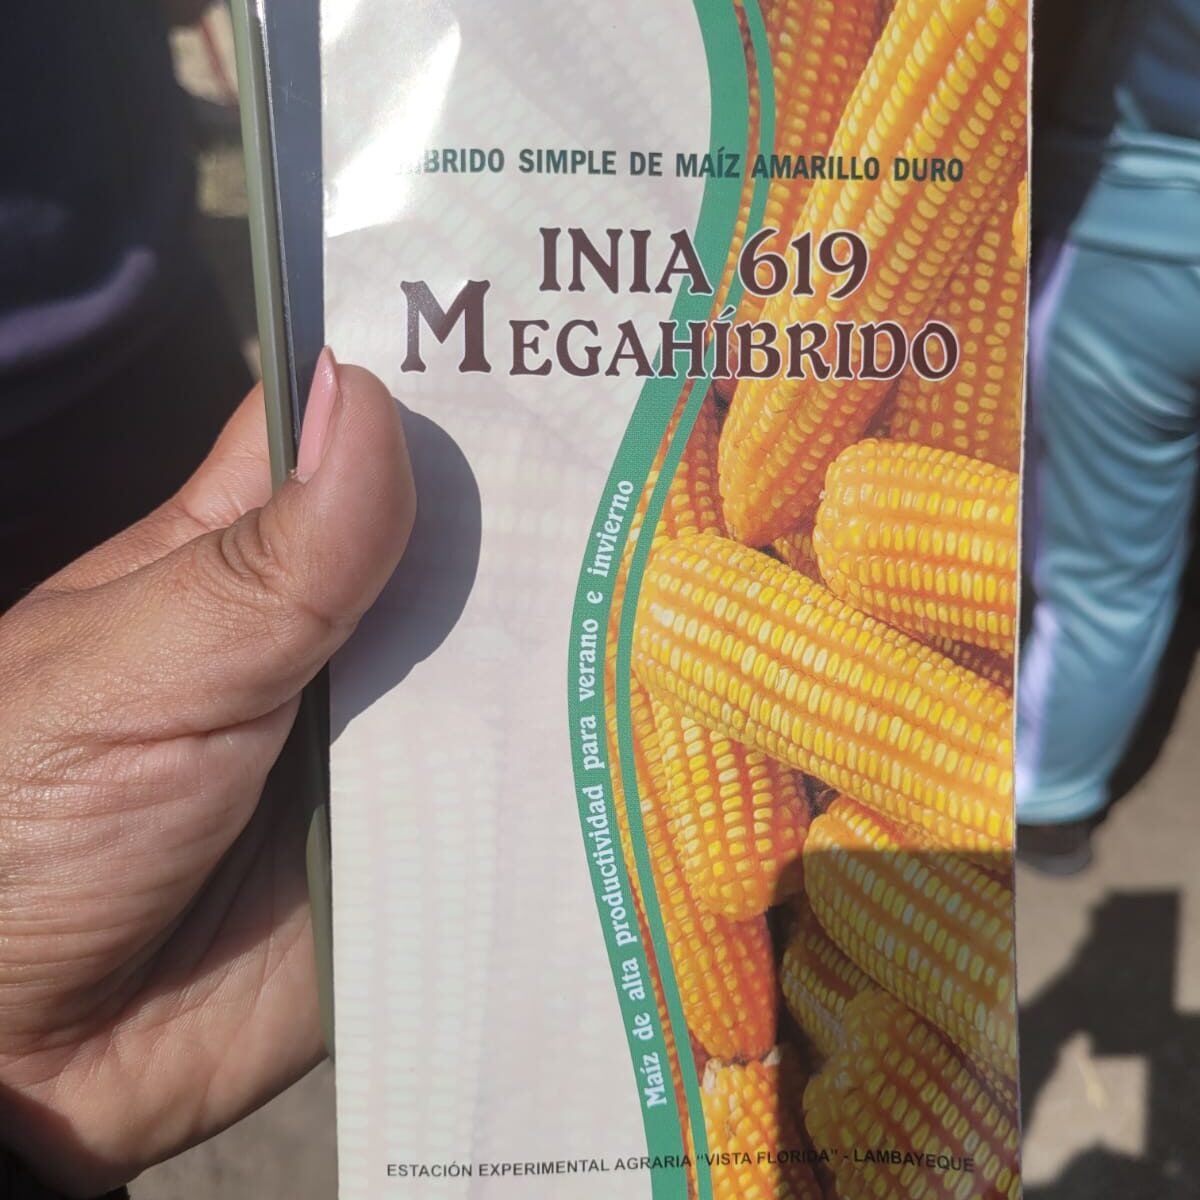 SIMPLE DE MAÍZ AMARILLO DURO
INIA 619
MEGAHÍBRIDO
Maíz de alta productividad para verano e invierno
ESTACIÓN EXPERIMENTAL AGRARIA "VISTA FLORIDA" - LAMBAYEQUE